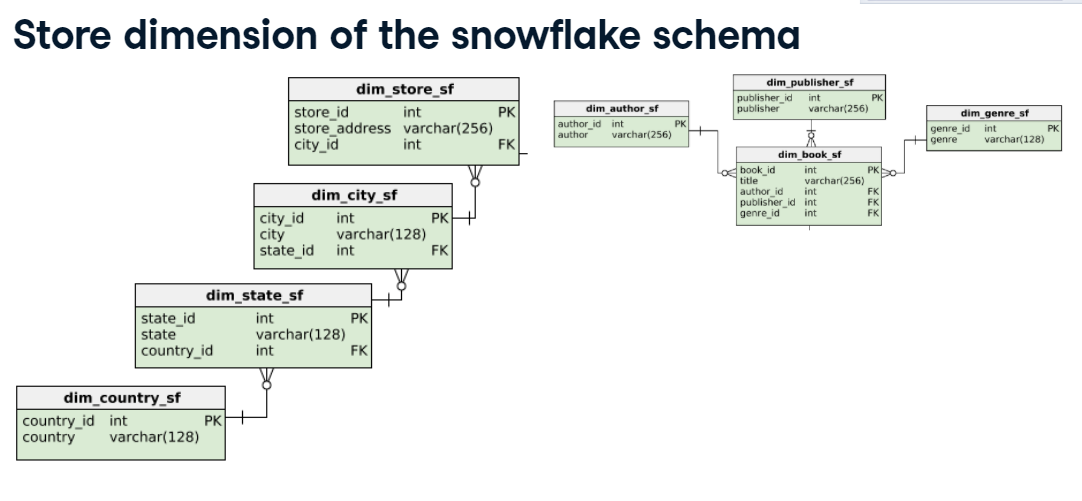 Store dimension of the snowflake schema
dim_store_sf
store_id int PK
store_address varchar(256)
city_id int FK
dim_city_sf
city_id int PK
city varchar(128)
state_id int FK
dim_state_sf
state_id int PK
state varchar(128)
country_id int FK
dim_country_sf
country_id int PK
country varchar(128)
dim_author_sf
author_id int PK
author varchar(256)
dim_publisher_sf
publisher_id int PK
publisher varchar(256)
dim_genre_sf
genre_id int PK
genre varchar(128)
dim_book_sf
book_id int PK
title varchar(256)
author_id int FK
publisher_id int FK
genre_id int FK